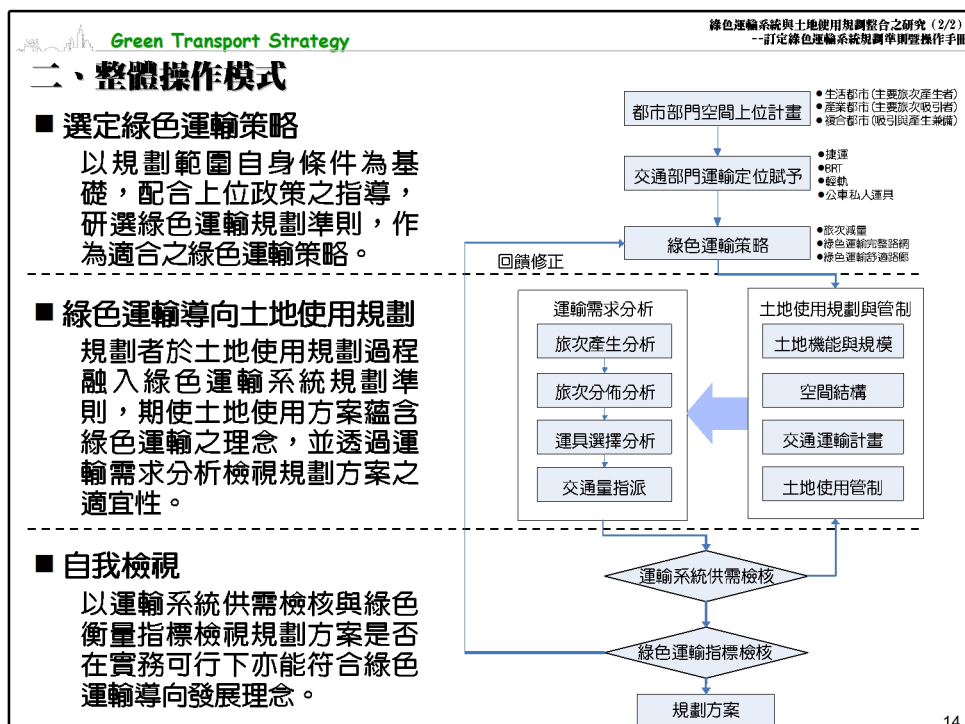 綠色運輸系統與土地使用規劃整合之研究（2/2）
--訂定綠色運輸系統規劃準則暨操作手冊
Green Transport Strategy
二、整體操作模式
■ 選定綠色運輸策略
以規劃範圍自身條件為基
礎，配合上位政策之指導，
研選綠色運輸規劃準則，作
為適合之綠色運輸策略。
■ 綠色運輸導向土地使用規劃
規劃者於土地使用規劃過程
融入綠色運輸系統規劃準
則，期使土地使用方案蘊含
綠色運輸之理念，並透過運
輸需求分析檢視規劃方案之
適宜性。
■ 自我檢視
以運輸系統供需檢核與綠色
衡量指標檢視規劃方案是否
在實務可行下亦能符合綠色
運輸導向發展理念。
都市部門空間上位計畫
●生活都市(主要旅次產生者)
●產業都市(主要旅次吸引者)
●複合都市(吸引與產生兼備)
交通部門運輸定位賦予
●捷運
●BRT
●輕軌
●公車私人運具
綠色運輸策略
●旅次減量
●綠色運輸完整路網
●綠色運輸舒適路廊
回饋修正
運輸需求分析
旅次產生分析
旅次分佈分析
運具選擇分析
交通量指派
土地使用規劃與管制
土地機能與規模
空間結構
交通運輸計畫
土地使用管制
運輸系統供需檢核
綠色運輸指標檢核
規劃方案
14